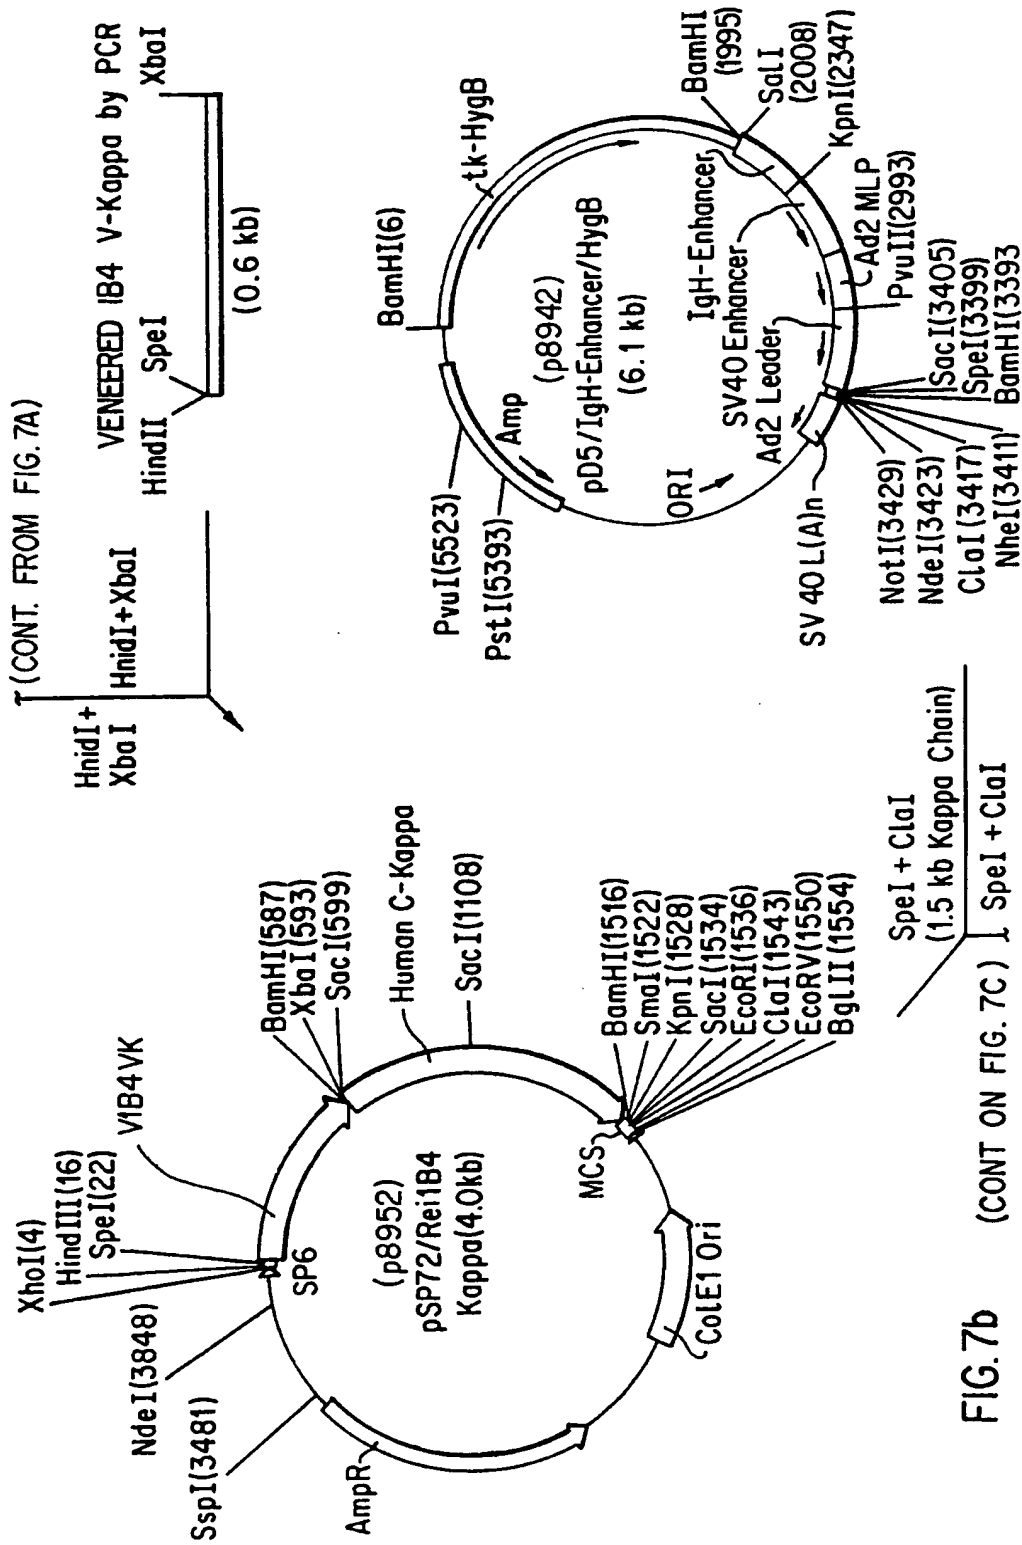 (CONT. FROM FIG. 7A)
HnidI+
XbaI
HnidI+XbaI
VENEERED 1B4 V-Kappa by PCR
HindII
SpeI
XbaI
(0.6 kb)
XhoI(4)
HindIII(16)
SpeI(22)
V1B4VK
NdeI(3848)
SspI(3481)
SP6
BamHI(587)
XbaI(593)
SacI(599)
Human C-Kappa
SacI(1108)
(p8952)
pSP72/Rei1B4
Kappa(4.0kb)
AmpR
MCS
ColE1 Ori
BamHI(1516)
SmaI(1522)
KpnI(1528)
SacI(1534)
EcoRI(1536)
ClaI(1543)
EcoRV(1550)
BglII(1554)
BamHI(6)
tk-HygB
PvuI(5523)
PstI(5393)
Amp
(p8942)
pD5/IgH-Enhancer/HygB
(6.1 kb)
ORI
BamHI
(1995)
SalI
(2008)
KpnI(2347)
IgH-Enhancer
SV40 Enhancer
Ad2 Leader
Ad2 MLP
PvuII(2993)
SV40L(A)n
SacI(3405)
SpeI(3399)
BamHI(3393
NotI(3429)
NdeI(3423)
ClaI(3417)
NheI(3411)
SpeI + ClaI
(1.5 kb Kappa Chain)
SpeI + ClaI
(CONT ON FIG. 7C)
FIG. 7b